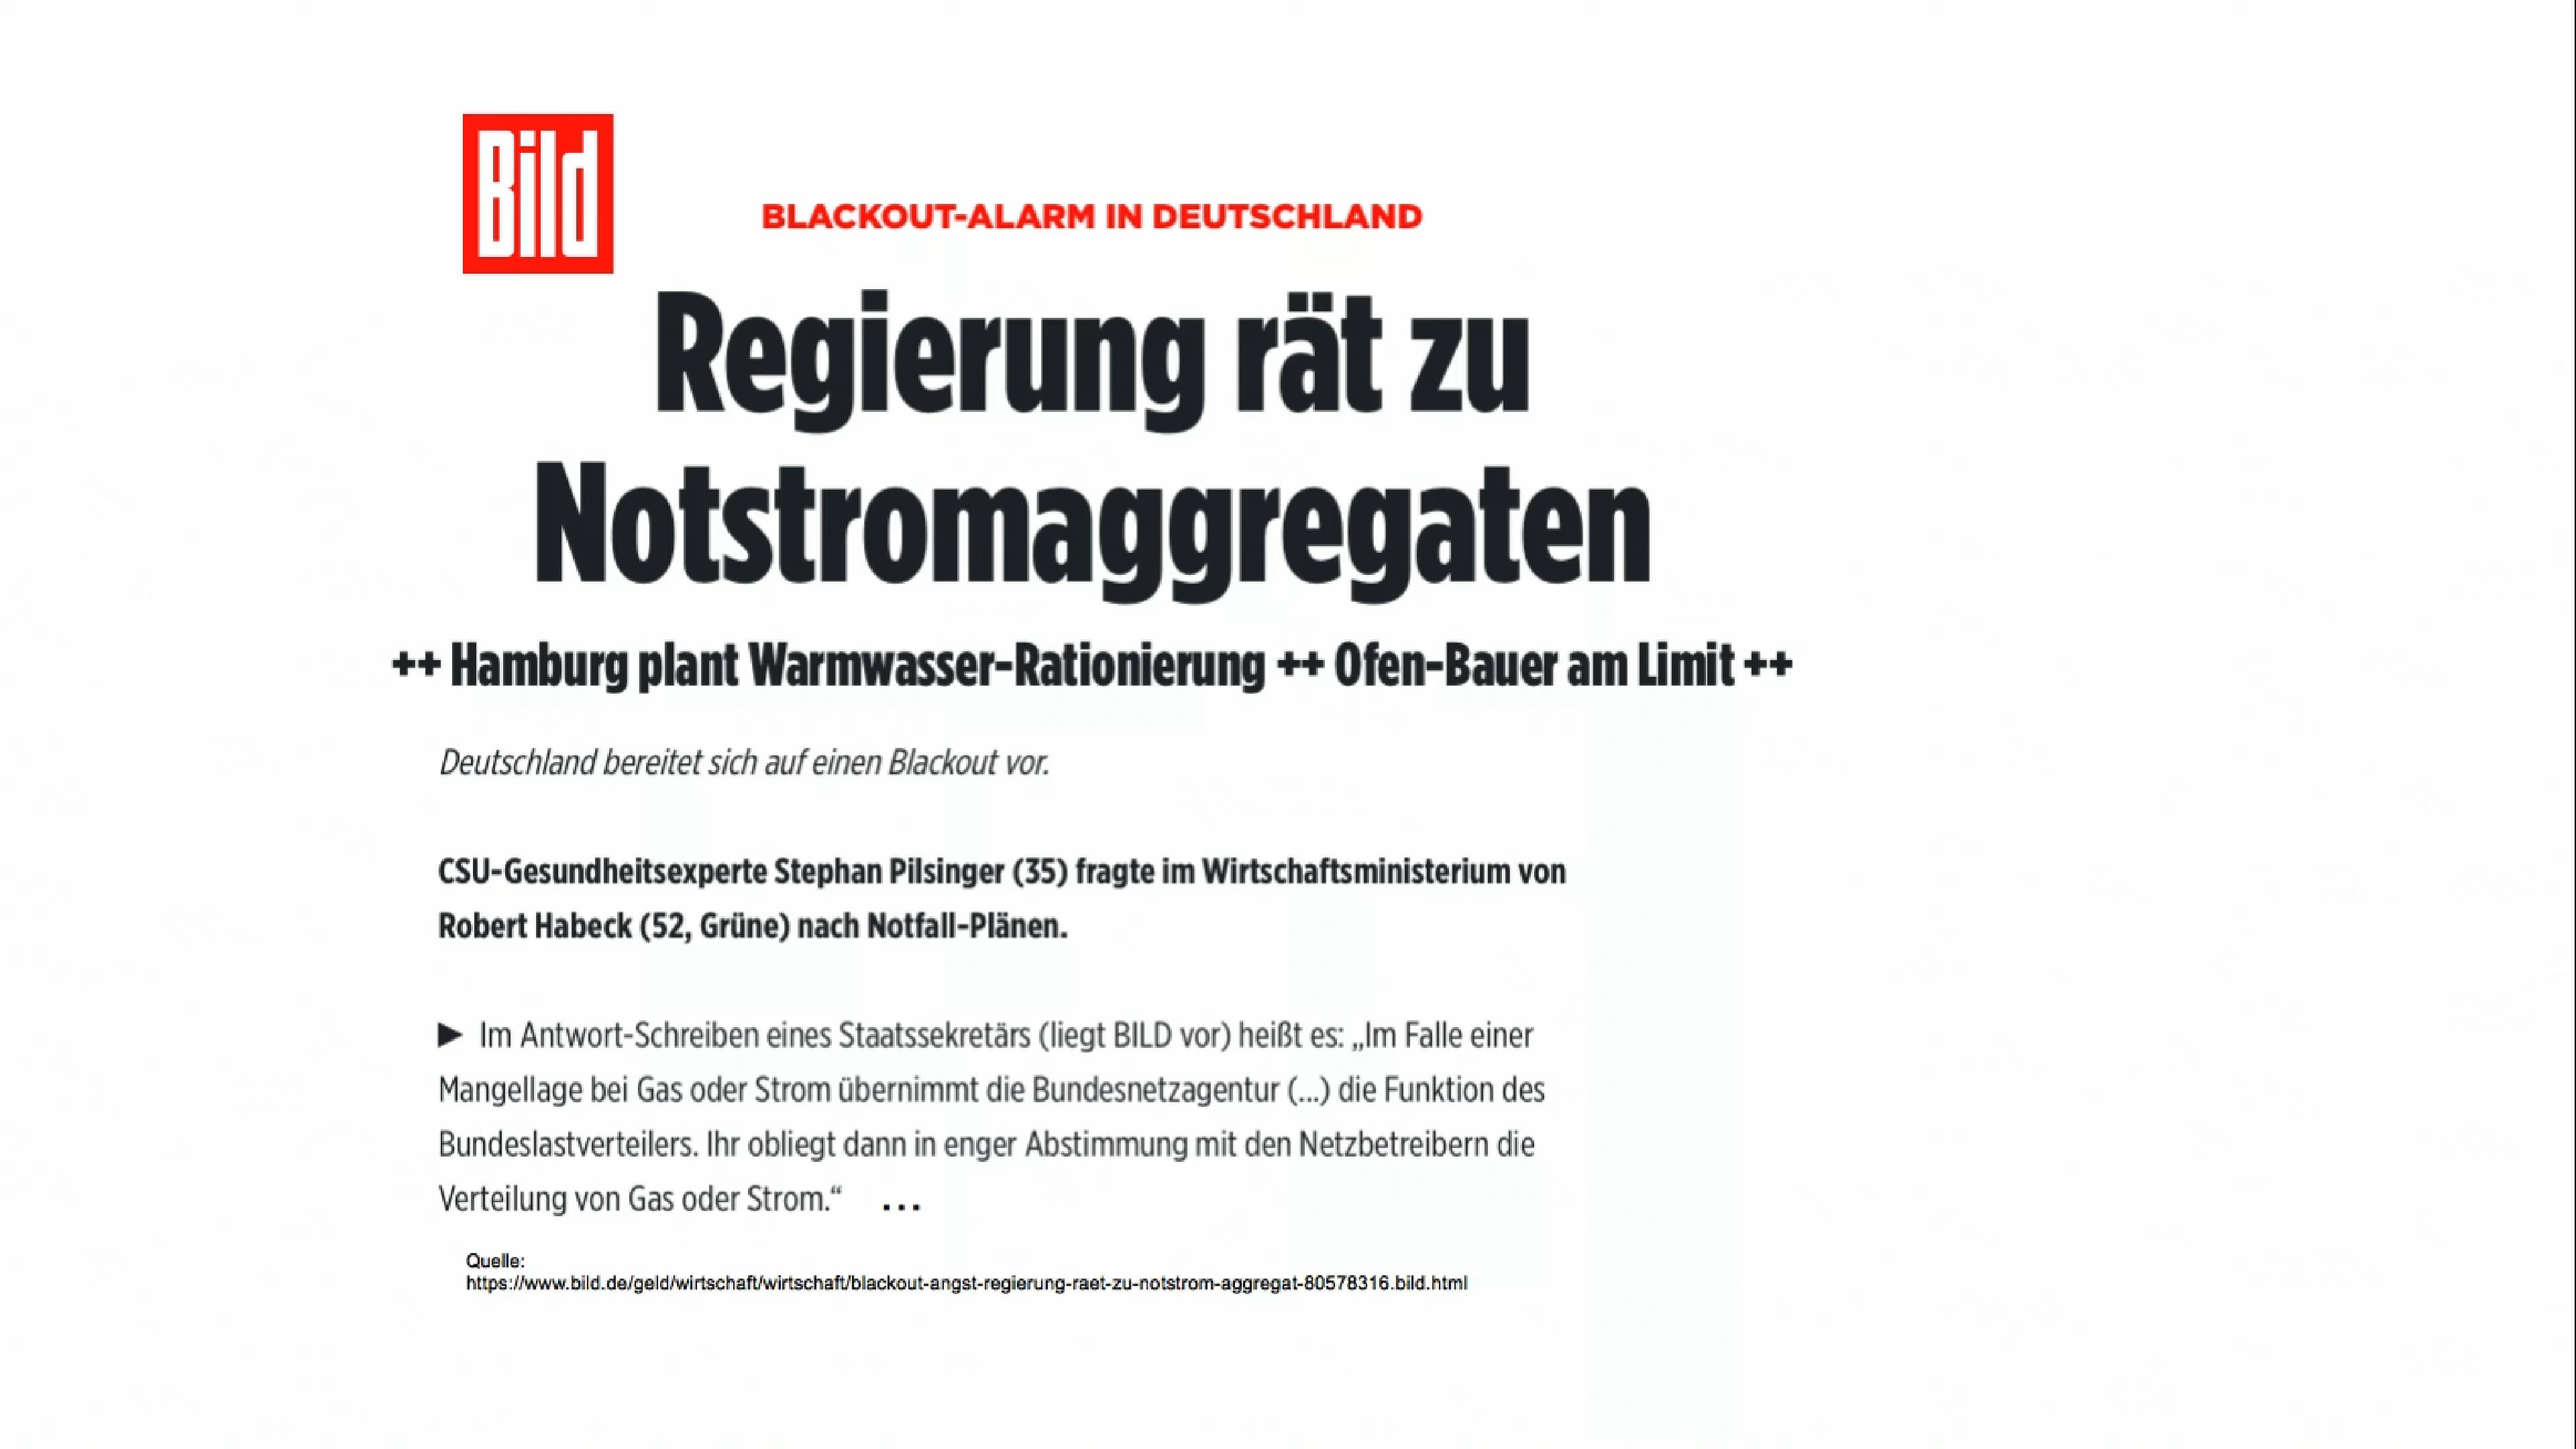 Bild
BLACKOUT-ALARM IN DEUTSCHLAND
Regierung rät zu
Notstromaggregaten
++ Hamburg plant Warmwasser-Rationierung ++ Ofen-Bauer am Limit ++
Deutschland bereitet sich auf einen Blackout vor.
CSU-Gesundheitsexperte Stephan Pilsinger (35) fragte im Wirtschaftsministerium von
Robert Habeck (52, Grüne) nach Notfall-Plänen.
► Im Antwort-Schreiben eines Staatssekretärs (liegt BILD vor) heißt es: „Im Falle einer
Mangellage bei Gas oder Strom übernimmt die Bundesnetzagentur (...) die Funktion des
Bundeslastverteilers. Ihr obliegt dann in enger Abstimmung mit den Netzbetreibern die
Verteilung von Gas oder Strom.“ ...
Quelle:
https://www.bild.de/geld/wirtschaft/wirtschaft/blackout-angst-regierung-raet-zu-notstrom-aggregat-80578316.bild.html